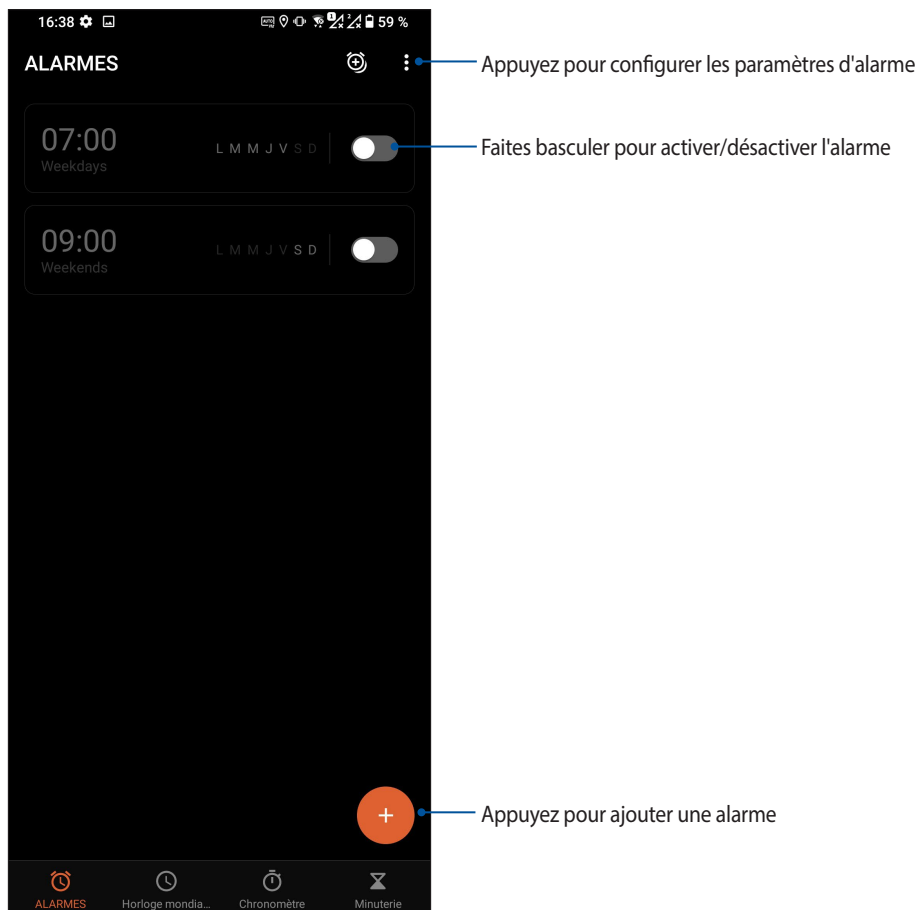 16:38 59 %
ALARMES
Appuyez pour configurer les paramètres d'alarme
07:00 L M M J V S D
Weekdays
Faites basculer pour activer/désactiver l'alarme
09:00 L M M J V S D
Weekends
+
Appuyez pour ajouter une alarme
ALARMES Horloge mondia... Chronomètre Minuterie